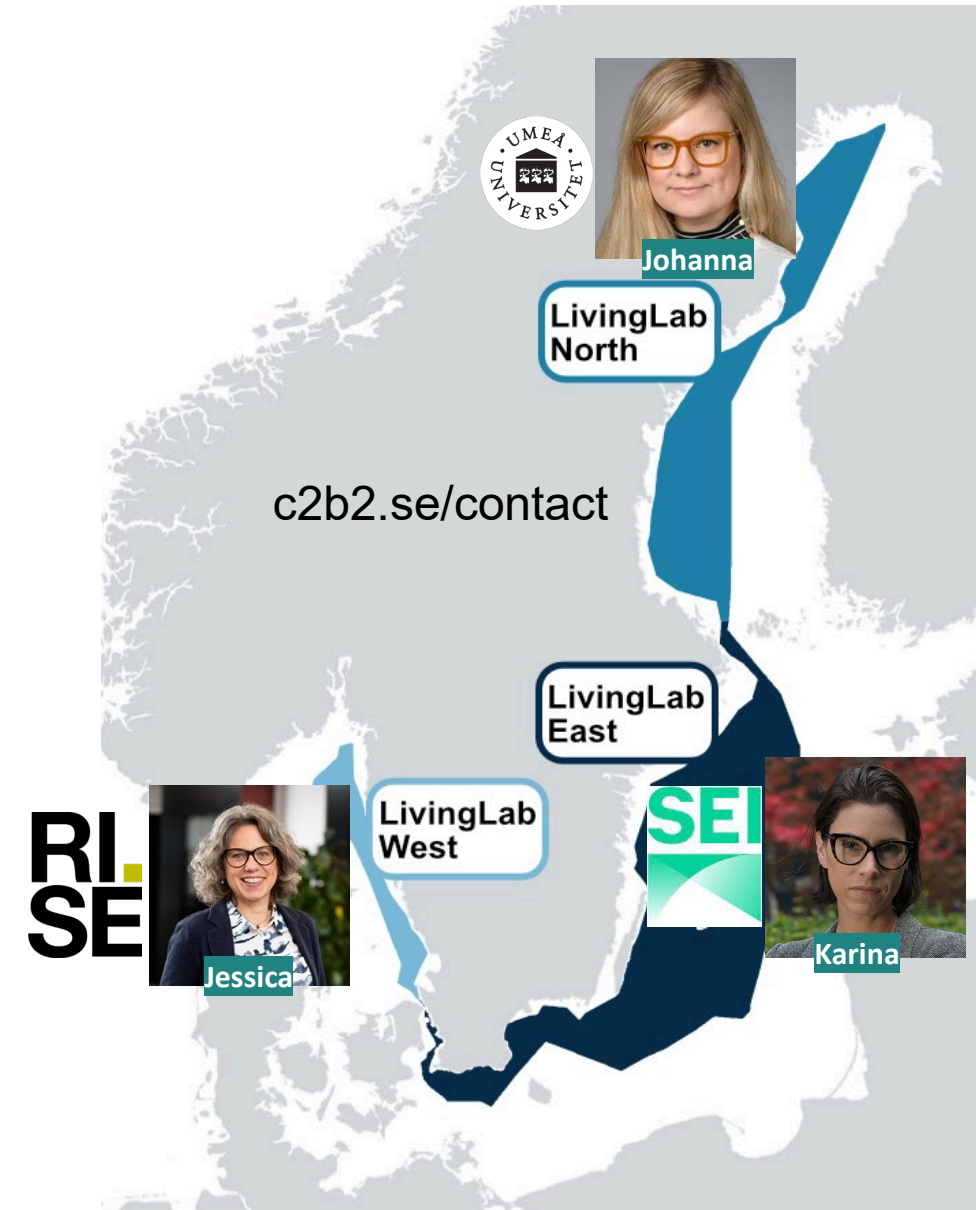 UMEÅ UNIVERSITET
Johanna
LivingLab
North
c2b2.se/contact
LivingLab
East
LivingLab
West
RI.
SE
Jessica
SEI
Karina